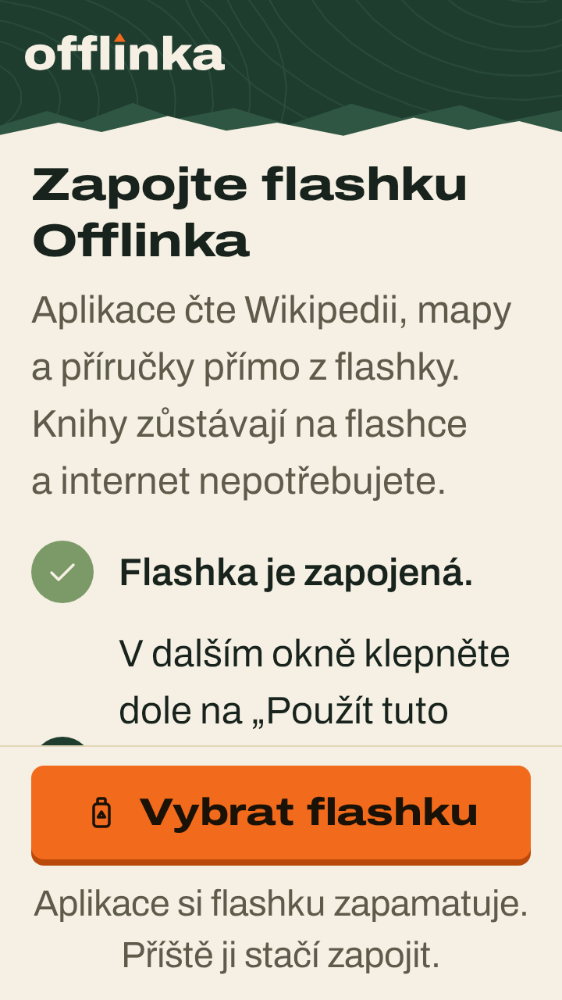 offlinka
Zapojte flashku
Offlinka
Aplikace čte Wikipedii, mapy
a příručky přímo z flashky.
Knihy zůstávají na flashce
a internet nepotřebujete.
Flashka je zapojená.
V dalším okně klepněte
dole na „Použít tuto
Vybrat flashku
Aplikace si flashku zapamatuje.
Příště ji stačí zapojit.